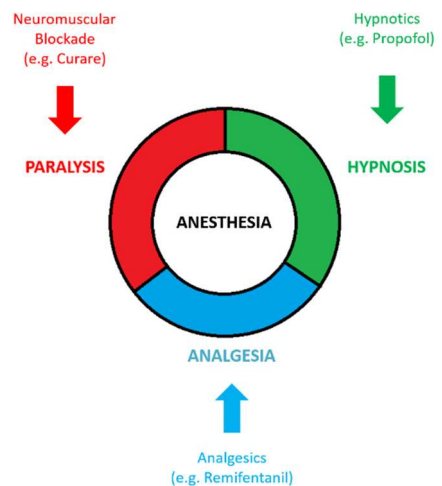 Neuromuscular
Blockade
(e.g. Curare)
Hypnotics
(e.g. Propofol)
PARALYSIS
HYPNOSIS
ANESTHESIA
ANALGESIA
Analgesics
(e.g. Remifentanil)